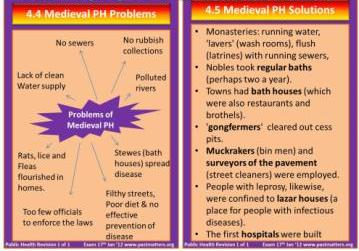 4.4 Medieval PH Problems
No sewers
No rubbish
collections
Lack of clean
Water supply
Polluted
rivers
Problems of
Medieval PH
Rats, lice and
Fleas
flourished in
homes.
Stewes (bath
houses) spread
disease
Too few officials
to enforce the laws
Filthy streets,
Poor diet & no
effective
prevention of
disease
Public Health Revision 1 of 1 Exam 17th Jan '12 www.pastmatters.org
4.5 Medieval PH Solutions
• Monasteries: running water,
'lavers' (wash rooms), flush
(latrines) with running sewers,
• Nobles took regular baths
(perhaps two a year).
• Towns had bath houses (which
were also restaurants and
brothels).
• 'gongfermers' cleared out cess
pits.
• Muckrakers (bin men) and
surveyors of the pavement
(street cleaners) were employed.
• People with leprosy, likewise,
were confined to lazar houses (a
place for people with infectious
diseases).
• The first hospitals were built
Public Health Revision 1 of 1 Exam 17th Jan '12 www.pastmatters.org